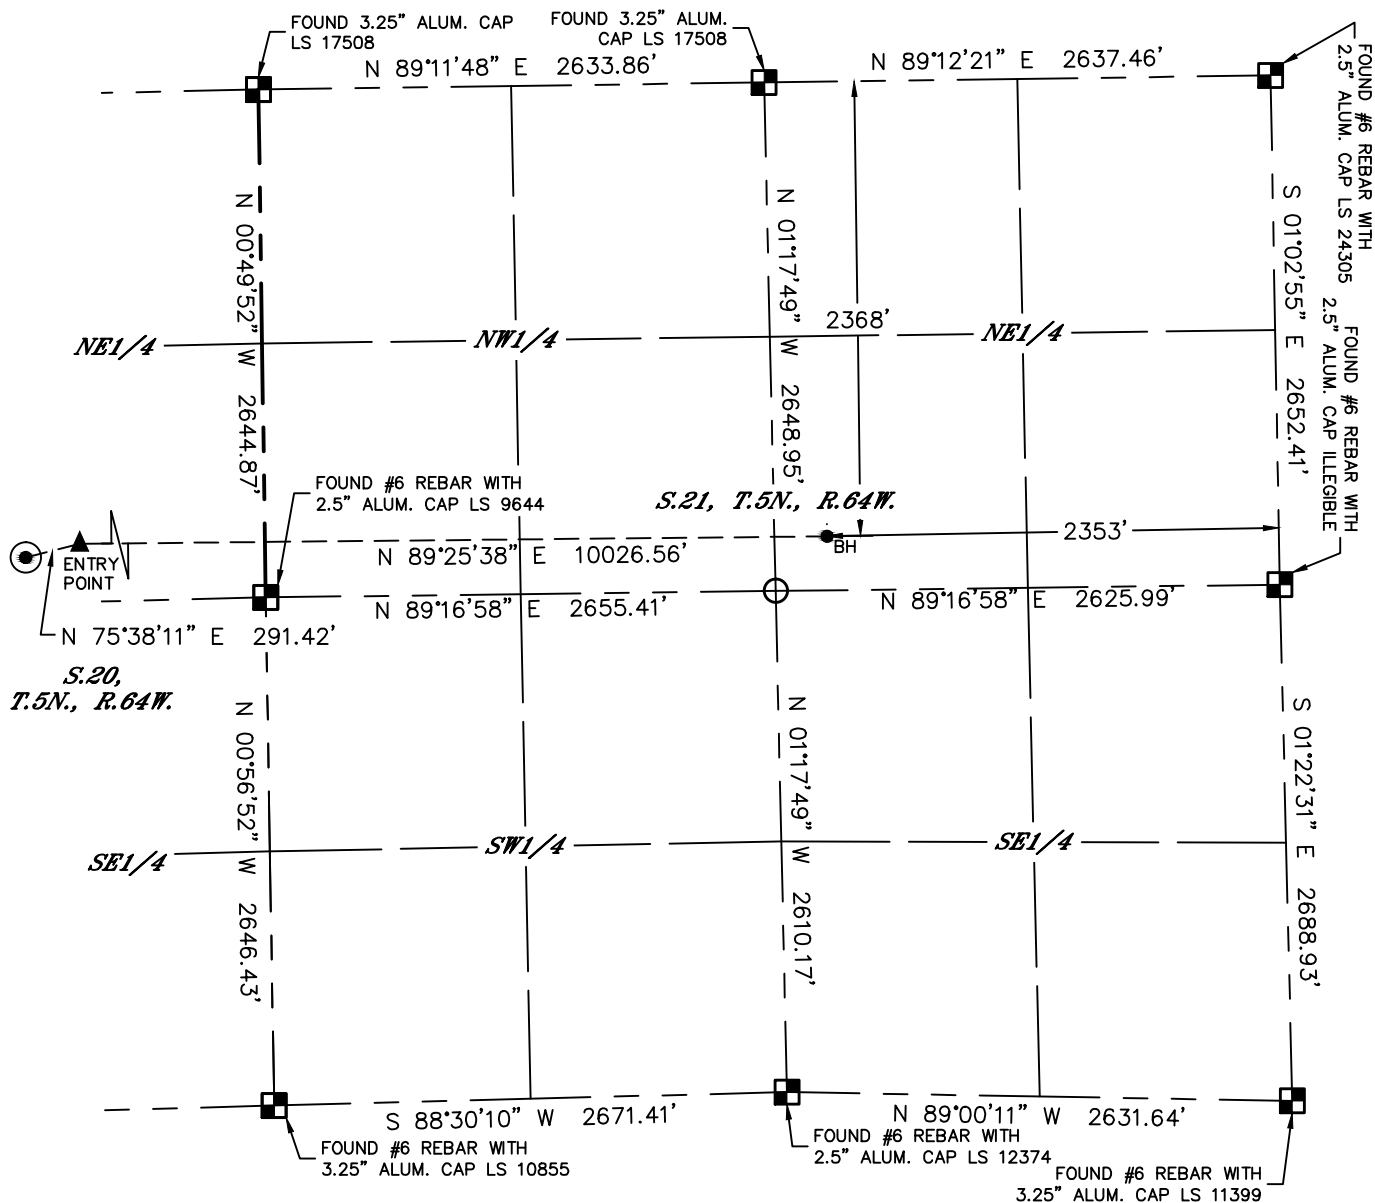 FOUND 3.25" ALUM. CAP
LS 17508
FOUND 3.25" ALUM.
CAP LS 17508
N 89°11'48" E 2633.86'
N 89°12'21" E 2637.46'
FOUND #6 REBAR WITH
2.5" ALUM. CAP LS 24305
N 00°49'52" W 2644.87'
N 01°17'49" W 2648.95'
S 01°02'55" E 2652.41'
2368'
NE1/4
NW1/4
NE1/4
FOUND #6 REBAR WITH
2.5" ALUM. CAP ILLEGIBLE
FOUND #6 REBAR WITH
2.5" ALUM. CAP LS 9644
S.21, T.5N., R.64W.
2353'
BH
ENTRY
POINT
N 89°25'38" E 10026.56'
N 89°16'58" E 2655.41'
N 89°16'58" E 2625.99'
N 75°38'11" E 291.42'
S.20,
T.5N., R.64W.
N 00°56'52" W 2646.43'
N 01°17'49" W 2610.17'
S 01°22'31" E 2688.93'
SE1/4
SW1/4
SE1/4
S 88°30'10" W 2671.41'
N 89°00'11" W 2631.64'
FOUND #6 REBAR WITH
3.25" ALUM. CAP LS 10855
FOUND #6 REBAR WITH
2.5" ALUM. CAP LS 12374
FOUND #6 REBAR WITH
3.25" ALUM. CAP LS 11399